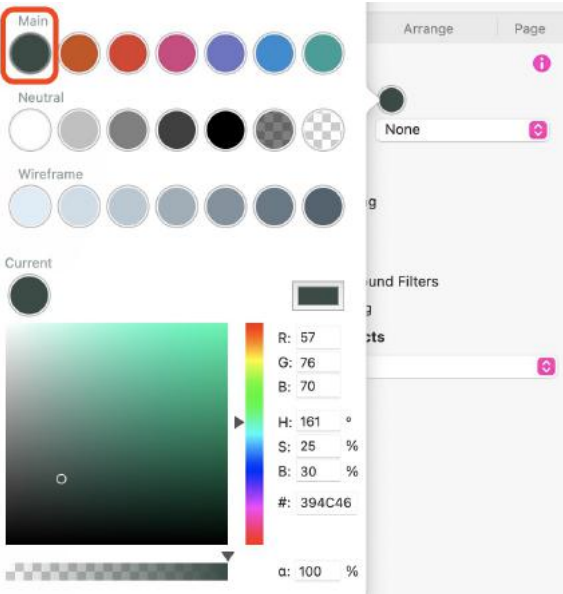 Main
Arrange
Page
Neutral
None
Wireframe
g
Current
und Filters
g
cts
R: 57
G: 76
B: 70
H: 161 °
S: 25 %
B: 30 %
#: 394C46
α: 100 %